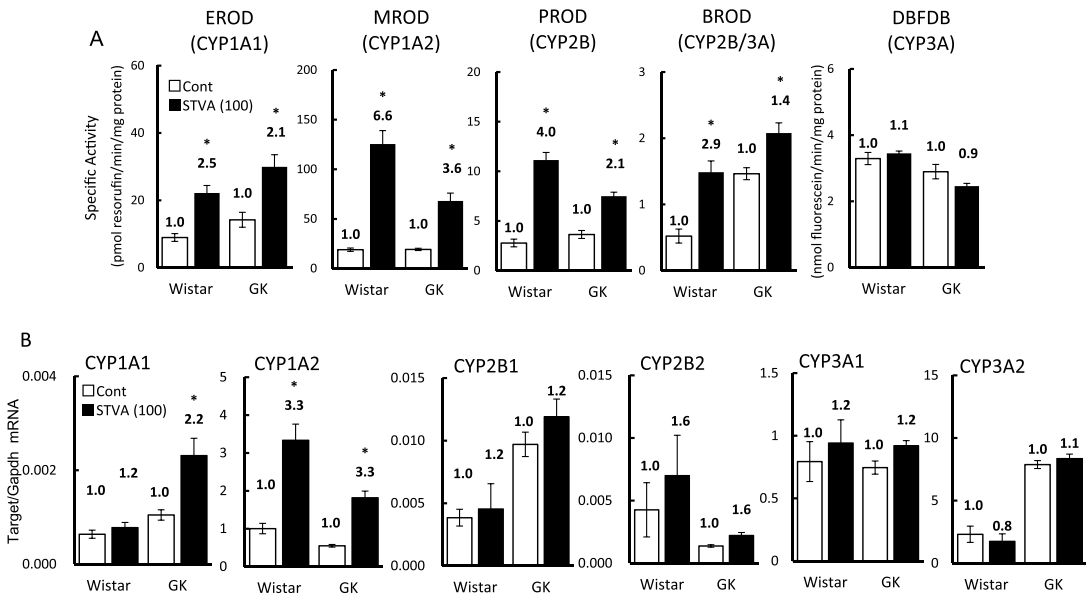 A
EROD
(CYP1A1)
MROD
(CYP1A2)
PROD
(CYP2B)
BROD
(CYP2B/3A)
DBFDB
(CYP3A)
Specific Activity
(pmol resorufin/min/mg protein)
60
40
20
0
Cont
STVA (100)
1.0
*
2.5
1.0
*
2.1
Wistar
GK
200
150
100
50
0
1.0
*
6.6
1.0
*
3.6
Wistar
GK
20
15
10
5
0
1.0
*
4.0
1.0
*
2.1
Wistar
GK
3
2
1
0
1.0
*
2.9
1.0
*
1.4
Wistar
GK
(nmol fluorescein/min/mg protein)
6
4
2
0
1.0
1.1
1.0
0.9
Wistar
GK
B
Target/Gapdh mRNA
CYP1A1
0.004
0.002
0.000
Cont
STVA (100)
1.0
1.2
1.0
*
2.2
Wistar
GK
CYP1A2
5
4
3
2
1
0
1.0
*
3.3
1.0
*
3.3
Wistar
GK
CYP2B1
0.015
0.010
0.005
0.000
1.0
1.2
1.0
1.2
Wistar
GK
CYP2B2
0.015
0.010
0.005
0.000
1.0
1.6
1.0
1.6
Wistar
GK
CYP3A1
1.5
1
0.5
0
1.0
1.2
1.0
1.2
Wistar
GK
CYP3A2
15
10
5
0
1.0
0.8
1.0
1.1
Wistar
GK